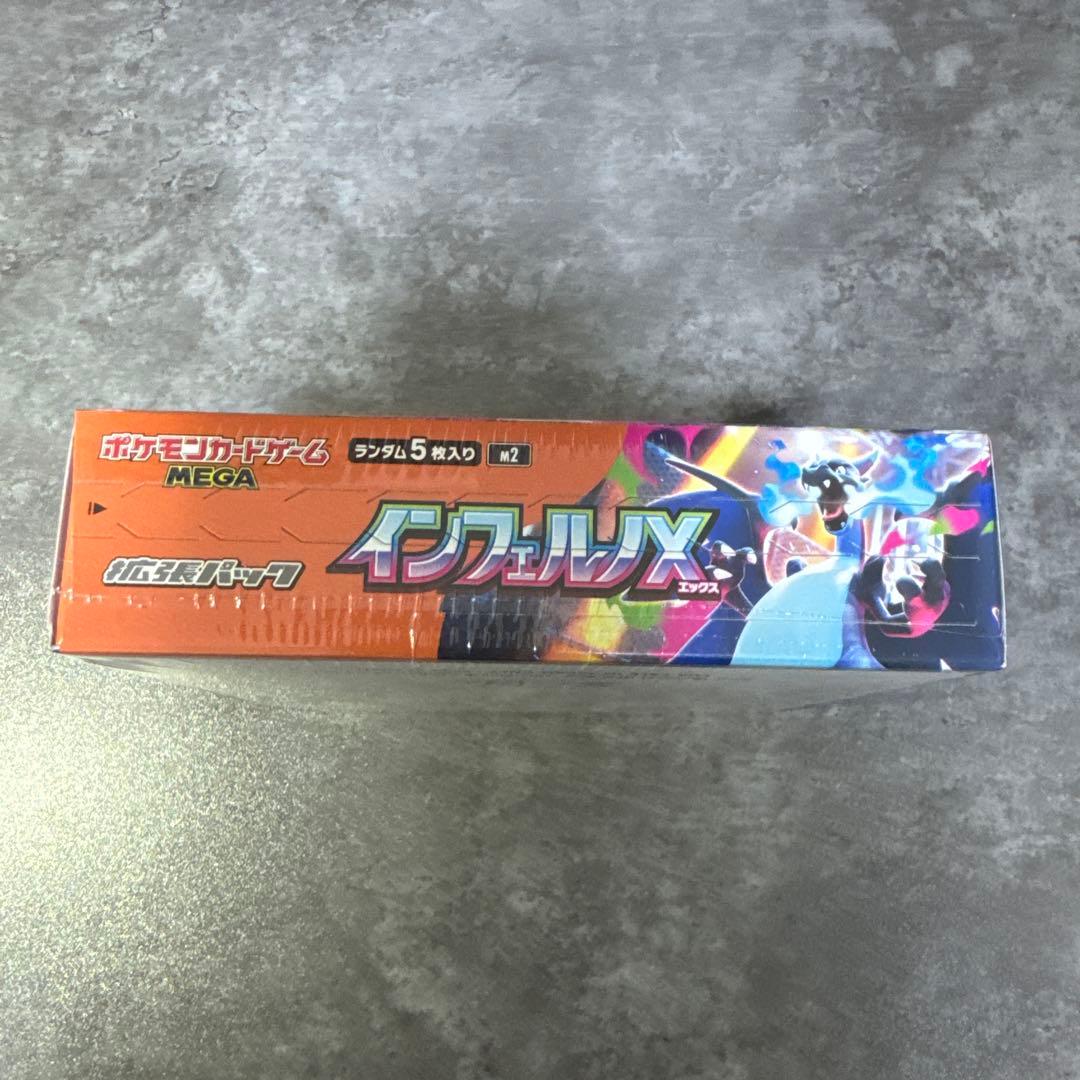 ポケモンカードゲーム
MEGA
ランダム5枚入り
M2
拡張パック
インフェルノX
エックス